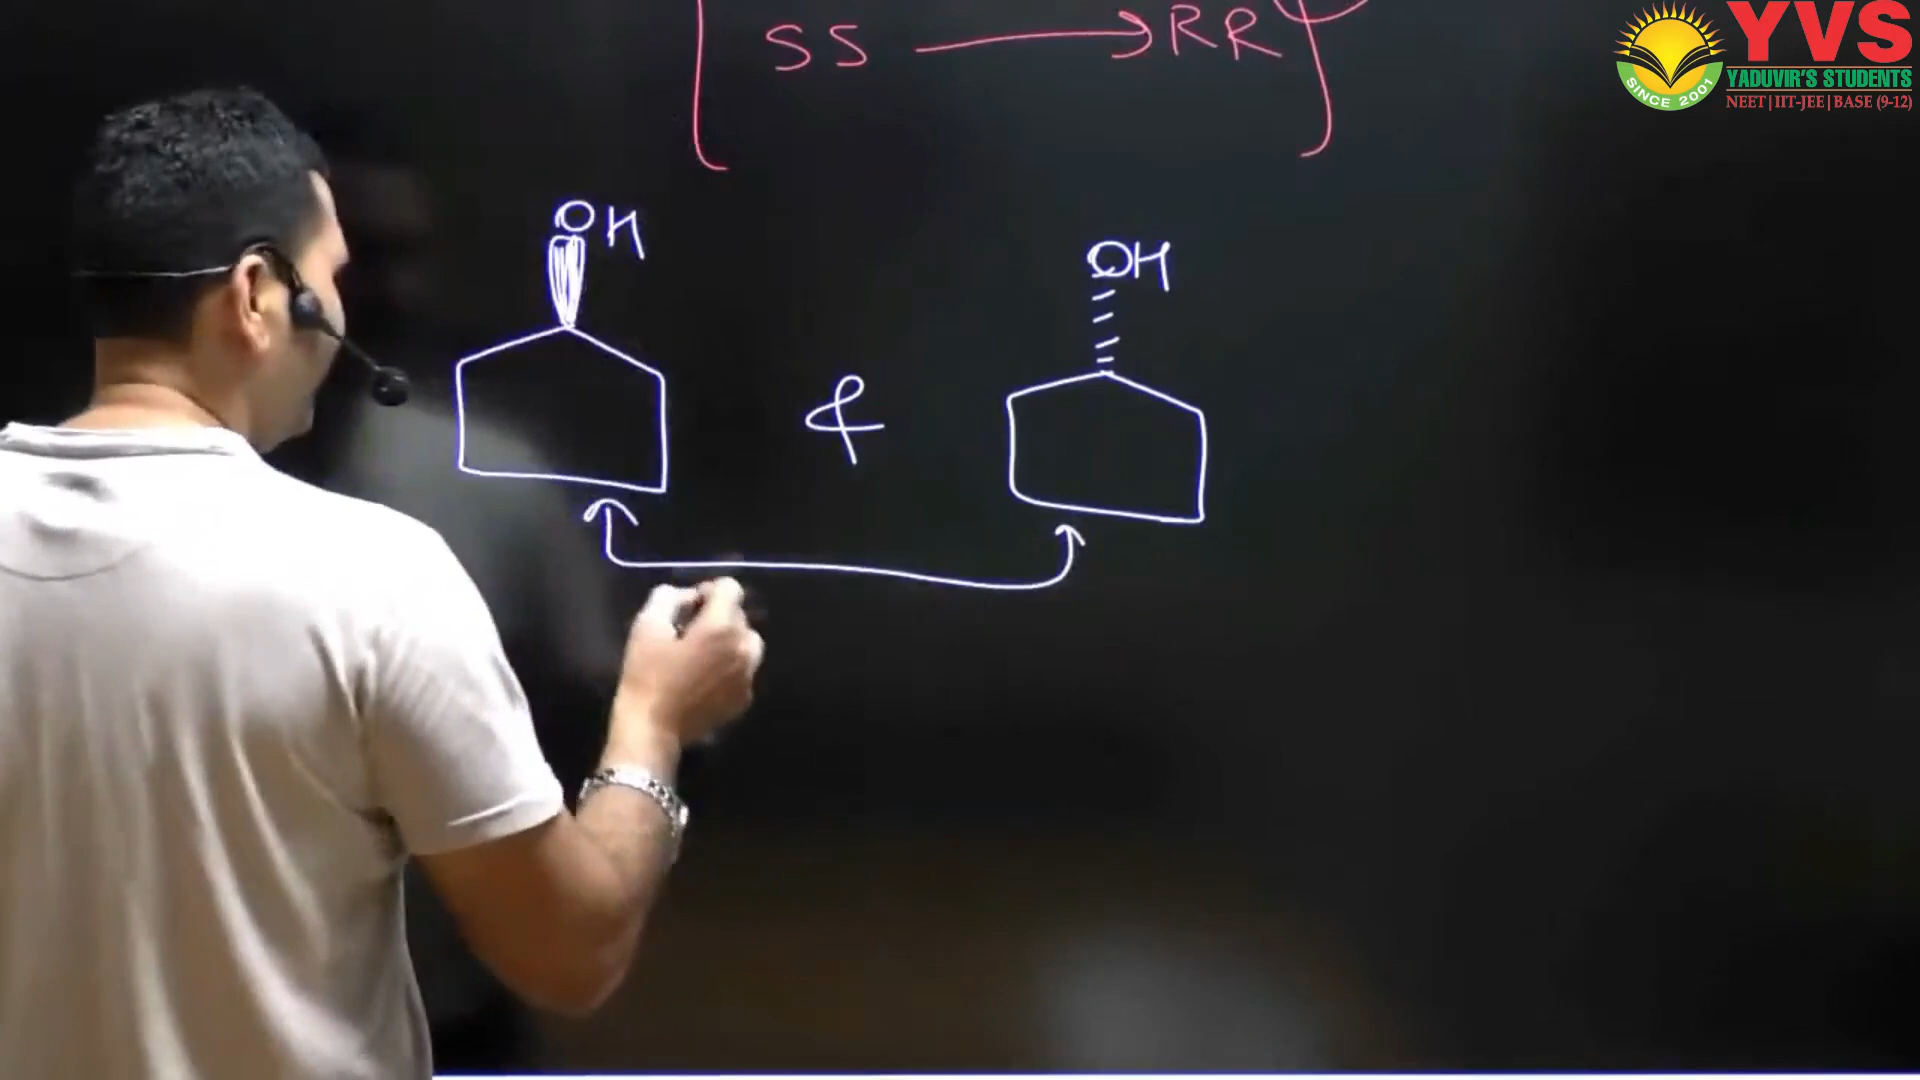 SS → RR
YVS
YADUVIR'S STUDENTS
NEET | IIT-JEE | BASE (9-12)
SINCE 2001
OH
OH
&